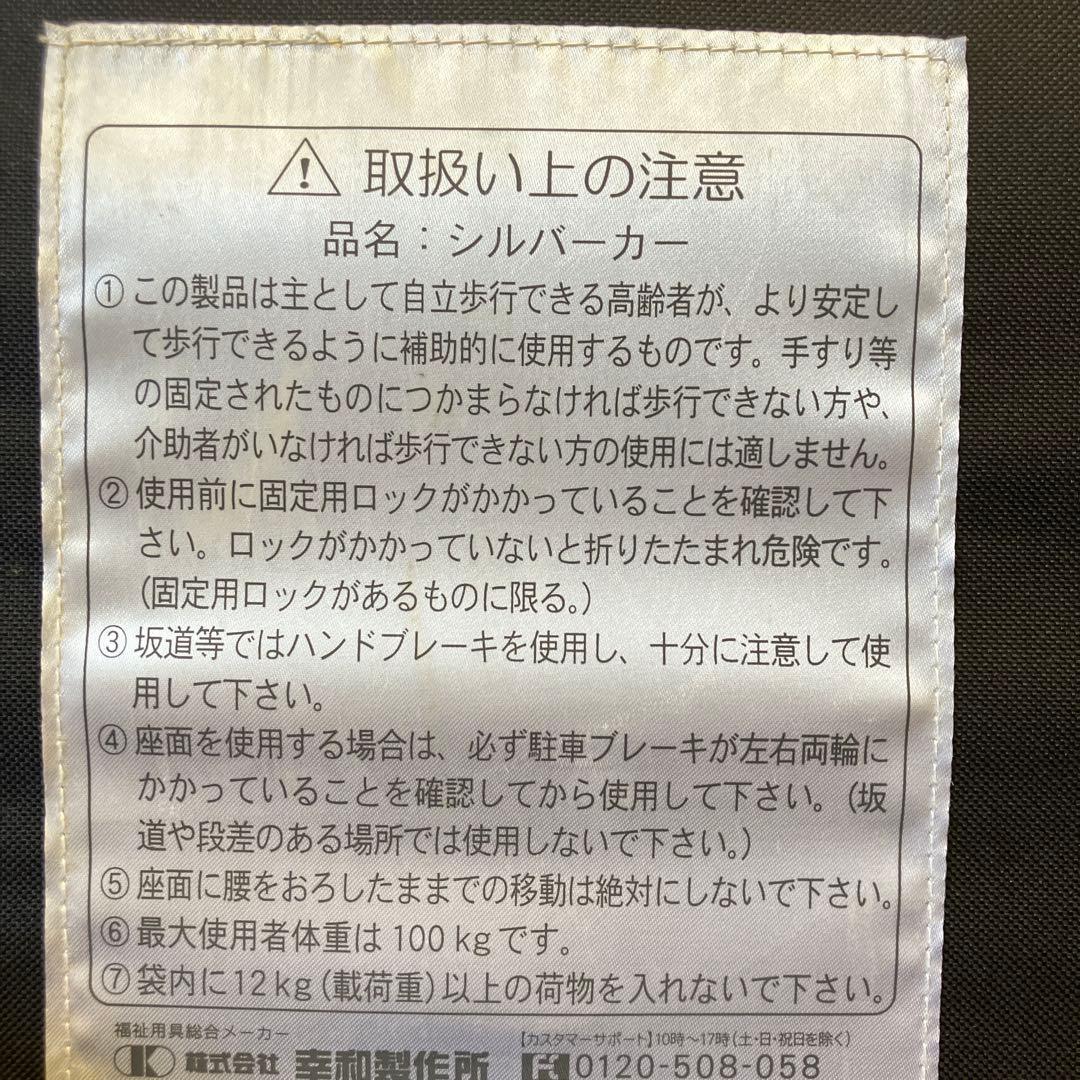 取扱い上の注意
品名：シルバーカー
①この製品は主として自立歩行できる高齢者が、より安定し
て歩行できるように補助的に使用するものです。手すり等
の固定されたものにつかまらなければ歩行できない方や、
介助者がいなければ歩行できない方の使用には適しません。
②使用前に固定用ロックがかかっていることを確認して下
さい。ロックがかかっていないと折りたたまれ危険です。
（固定用ロックがあるものに限る。）
③坂道等ではハンドブレーキを使用し、十分に注意して使
用して下さい。
④座面を使用する場合は、必ず駐車ブレーキが左右両輪に
かかっていることを確認してから使用して下さい。（坂
道や段差のある場所では使用しないで下さい。）
⑤座面に腰をおろしたままでの移動は絶対にしないで下さい。
⑥最大使用者体重は100kgです。
⑦袋内に12kg（載荷重）以上の荷物を入れないで下さい。
福祉用具総合メーカー
株式会社 幸和製作所
【カスタマーサポート】10時～17時（土・日・祝日を除く）
0120-508-058